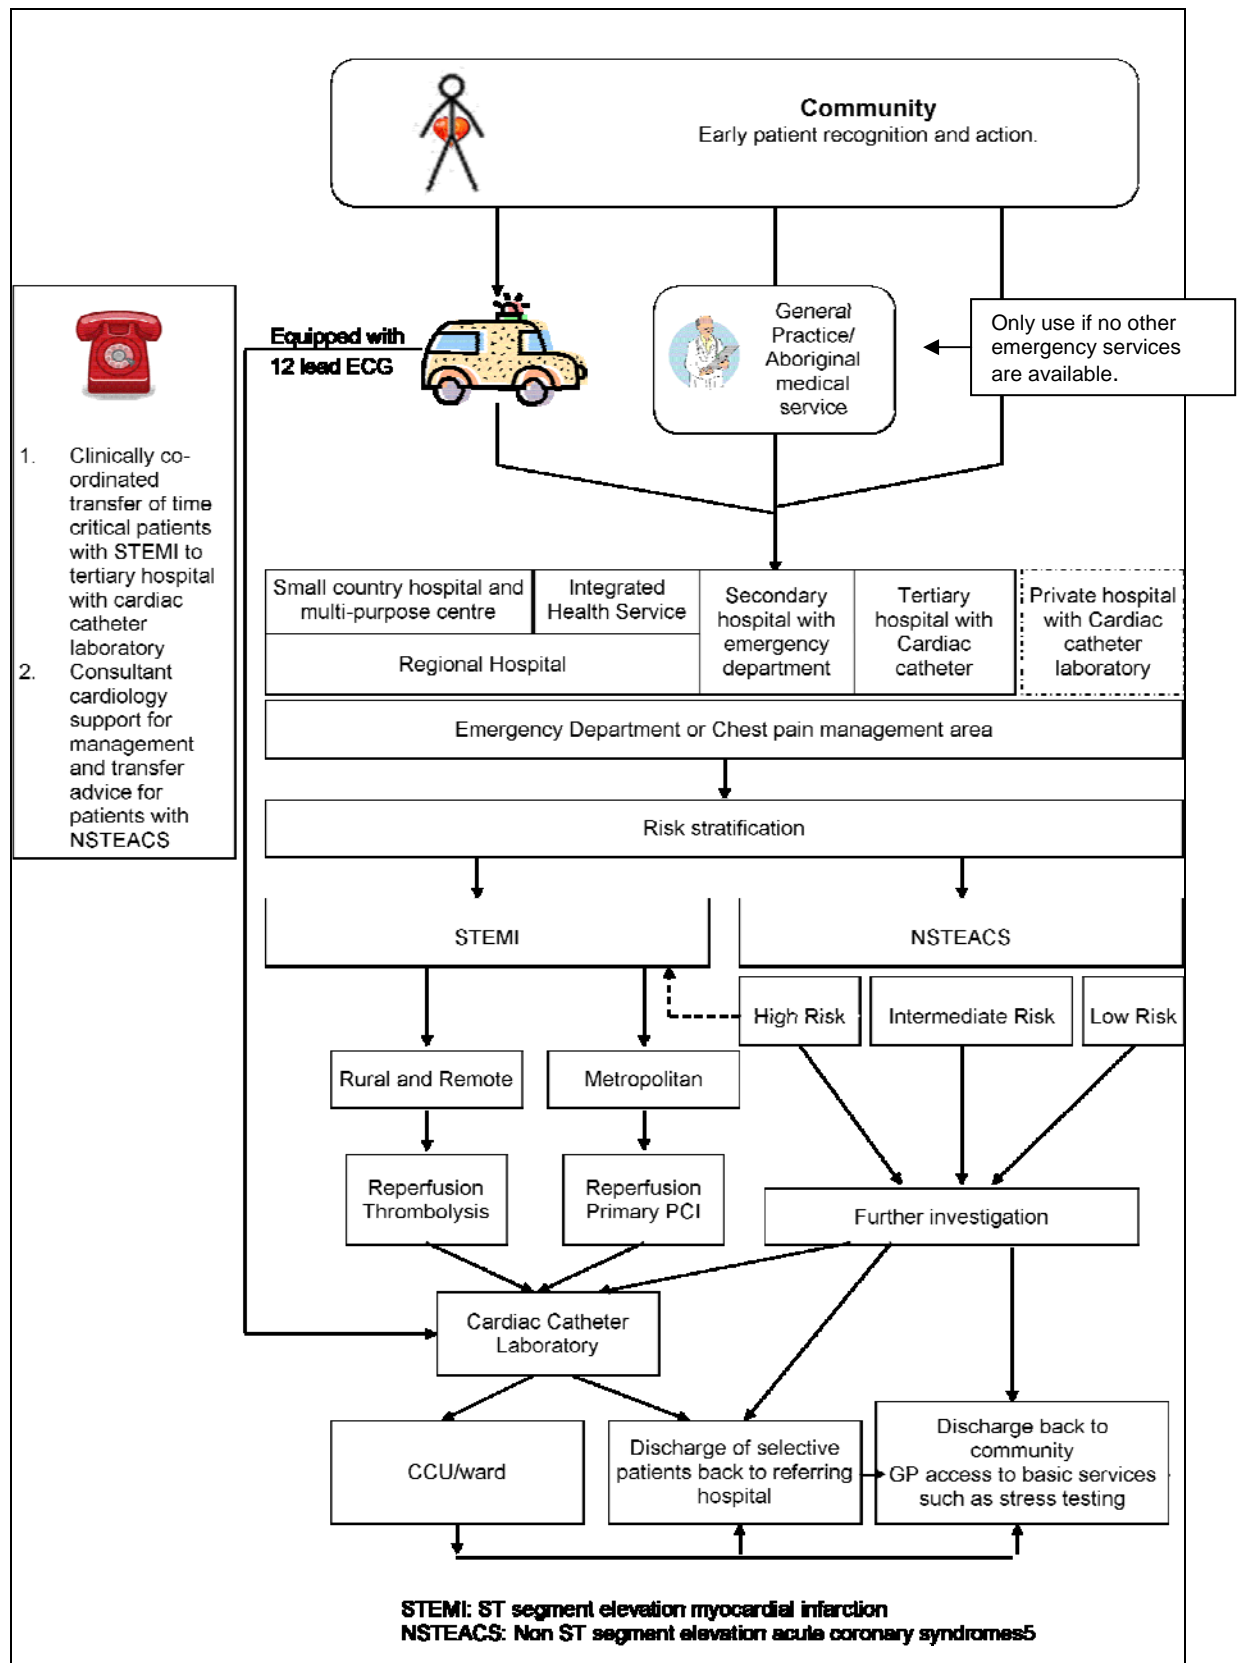 Community
Early patient recognition and action.
Equipped with
12 lead ECG
General
Practice/
Aboriginal
medical
service
Only use if no other
emergency services
are available.
1. Clinically co-
ordinated
transfer of time
critical patients
with STEMI to
tertiary hospital
with cardiac
catheter
laboratory
2. Consultant
cardiology
support for
management
and transfer
advice for
patients with
NSTEACS
Small country hospital and
multi-purpose centre
Integrated
Health Service
Regional Hospital
Secondary
hospital with
emergency
department
Tertiary
hospital with
Cardiac
catheter
Private hospital
with Cardiac
catheter
laboratory
Emergency Department or Chest pain management area
Risk stratification
STEMI
NSTEACS
High Risk
Intermediate Risk
Low Risk
Rural and Remote
Metropolitan
Reperfusion
Thrombolysis
Reperfusion
Primary PCI
Further investigation
Cardiac Catheter
Laboratory
CCU/ward
Discharge of selective
patients back to referring
hospital
Discharge back to
community
GP access to basic services
such as stress testing
STEMI: ST segment elevation myocardial infarction
NSTEACS: Non ST segment elevation acute coronary syndromes5